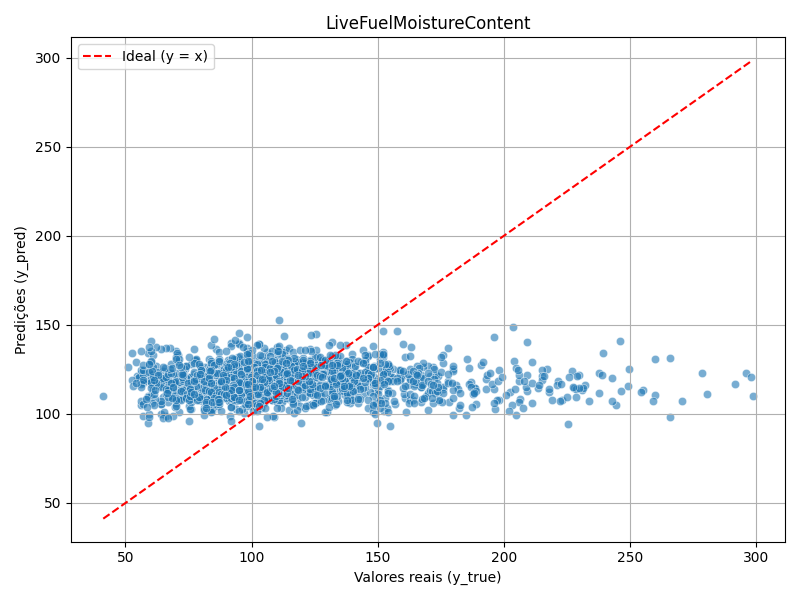 LiveFuelMoistureContent
Ideal (y = x)
Predições (y_pred)
300
250
200
150
100
50
50 100 150 200 250 300
Valores reais (y_true)